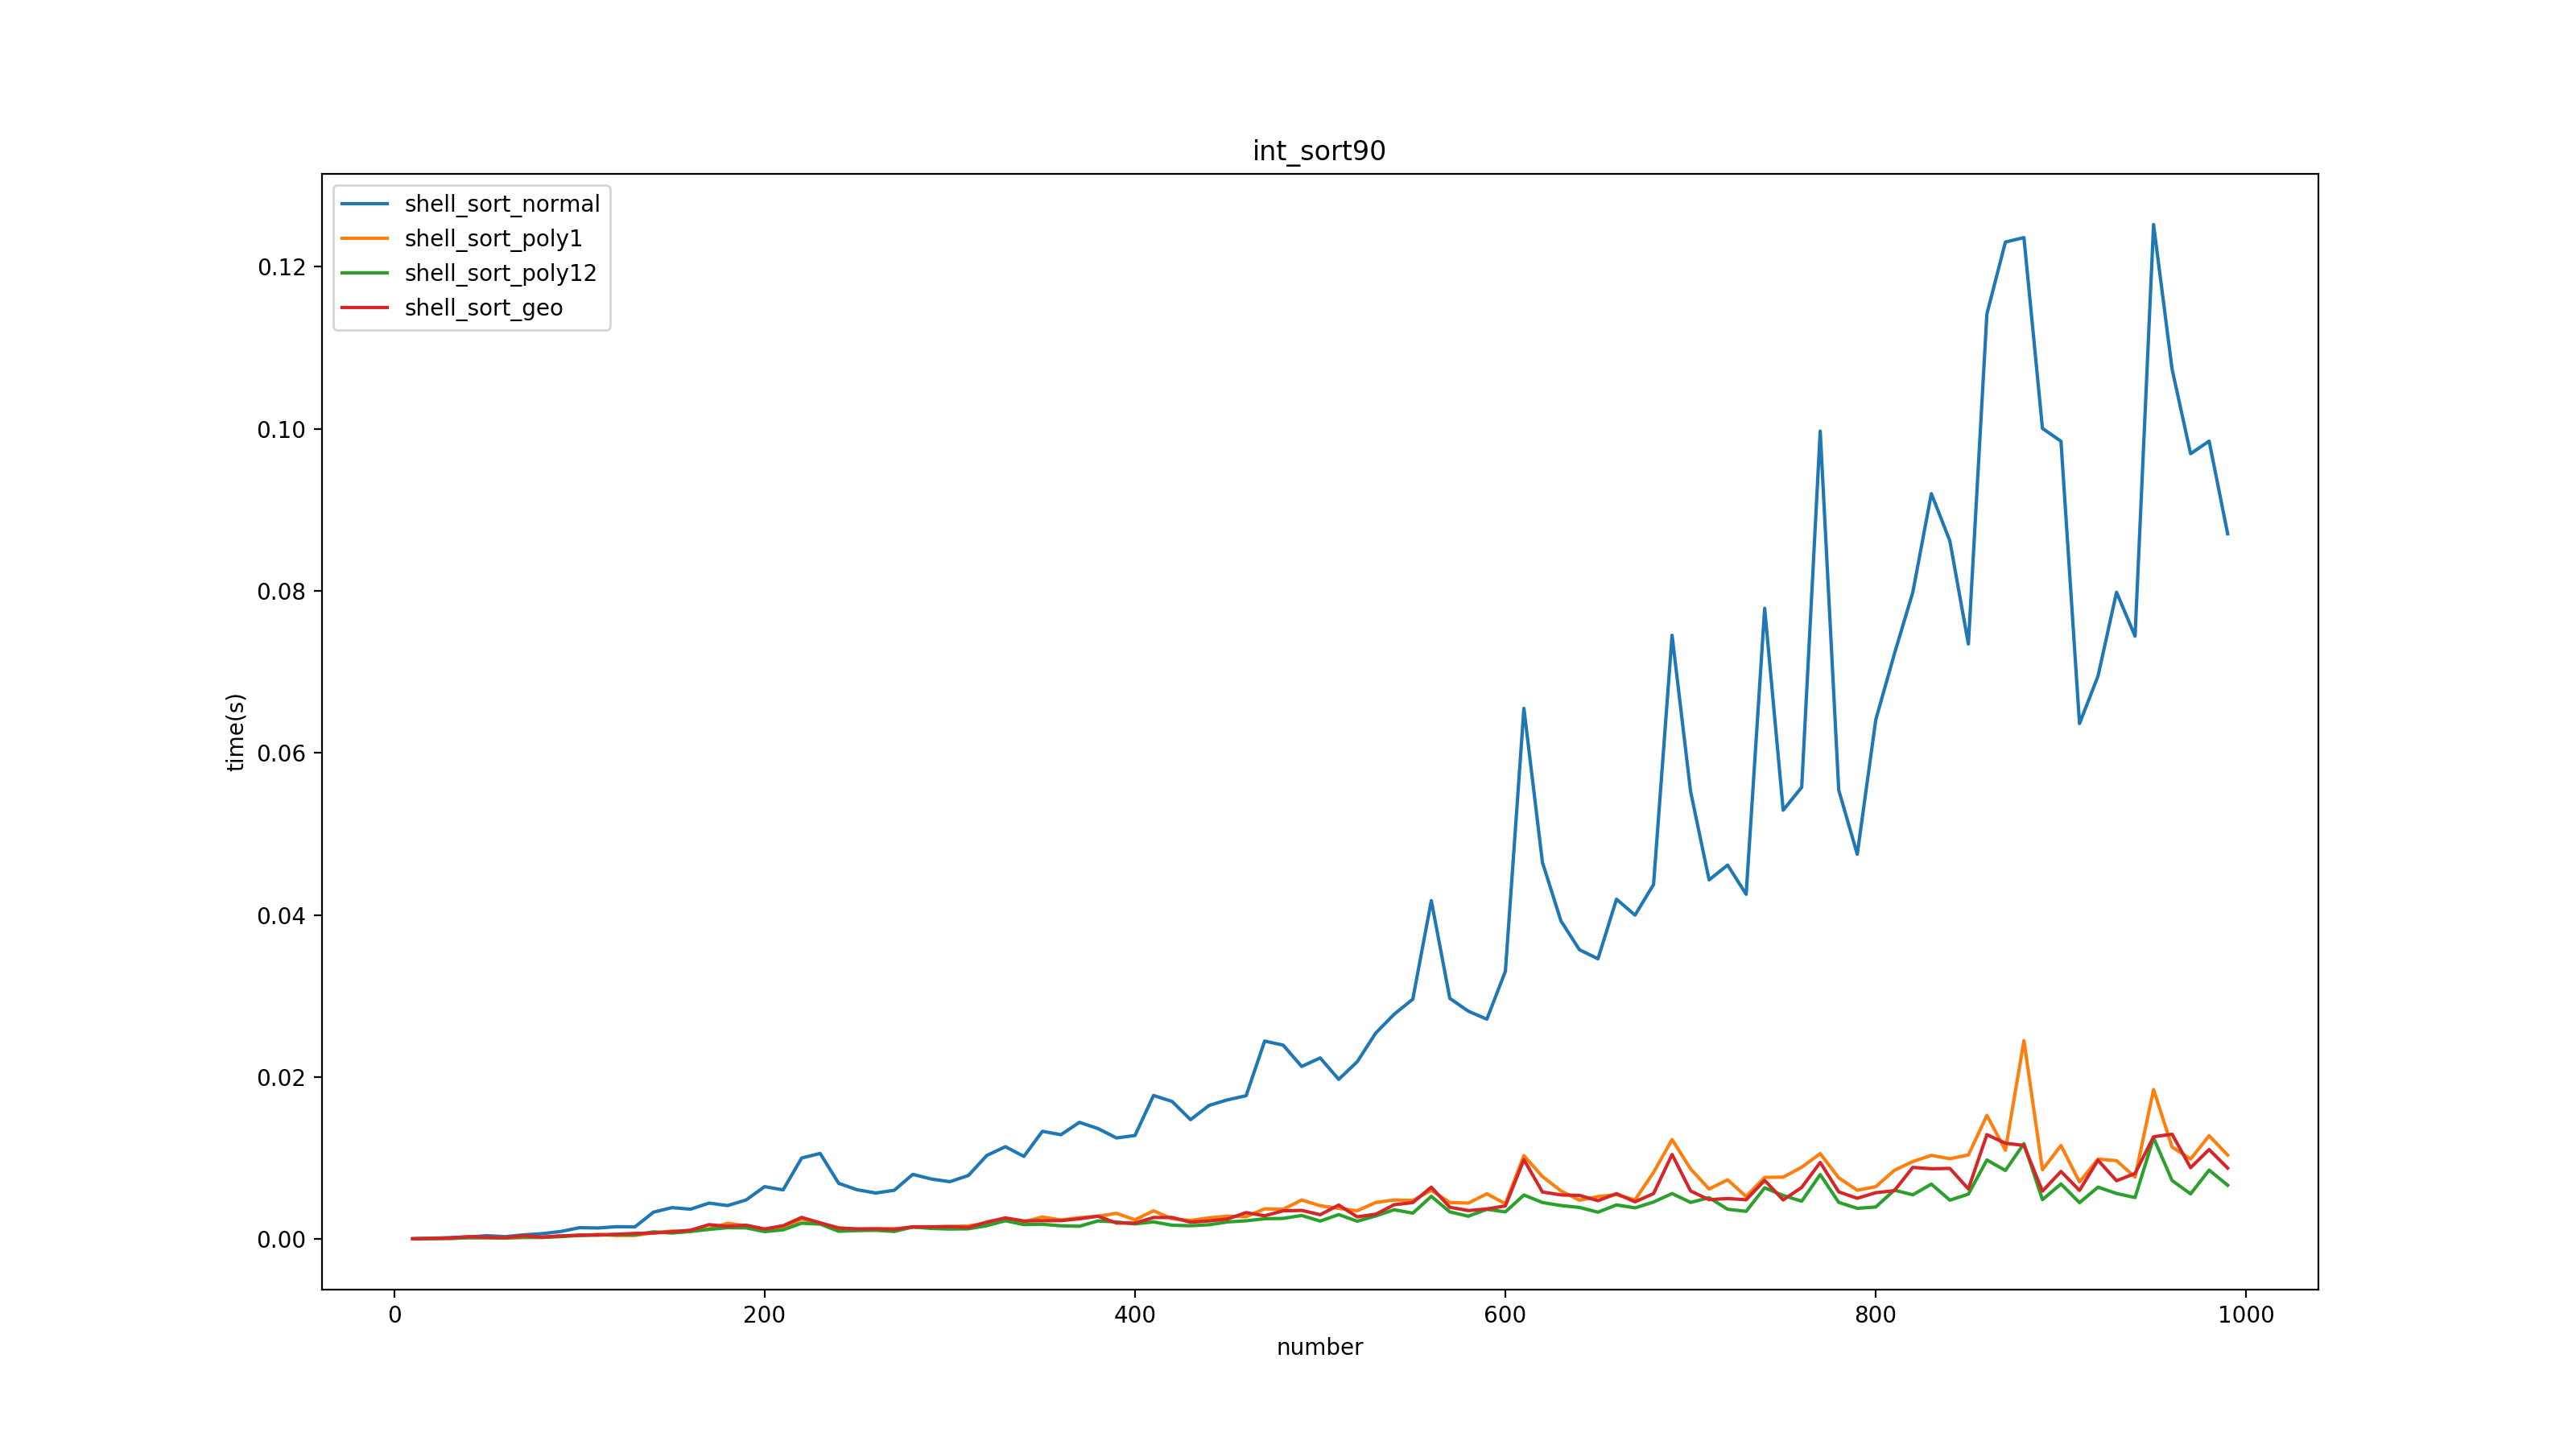 int_sort90
shell_sort_normal
shell_sort_poly1
shell_sort_poly12
shell_sort_geo
0.12
0.10
0.08
0.06
0.04
0.02
0.00
time(s)
0 200 400 600 800 1000
number